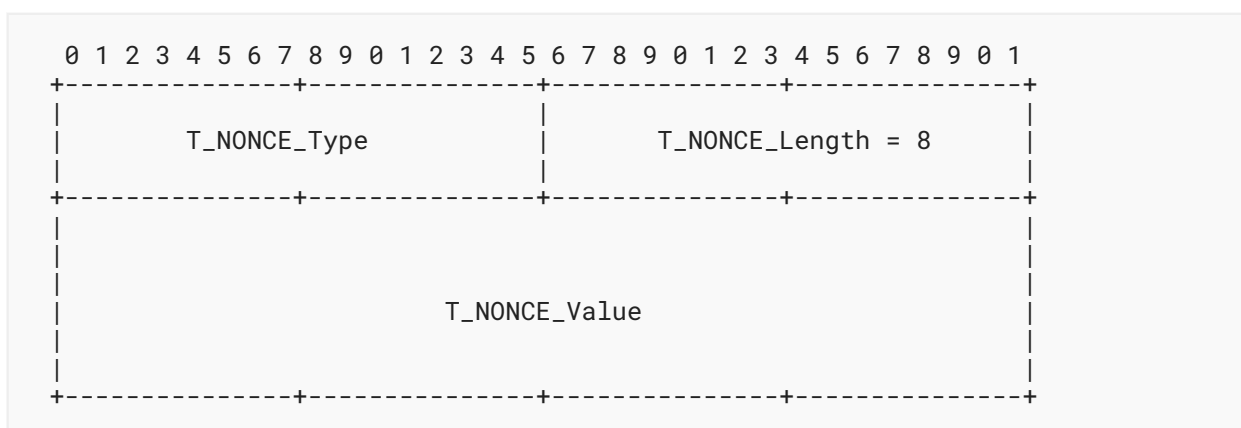 0 1 2 3 4 5 6 7 8 9 0 1 2 3 4 5 6 7 8 9 0 1 2 3 4 5 6 7 8 9 0 1
+---------------+---------------+---------------+---------------+
| | |
| T_NONCE_Type | T_NONCE_Length = 8 |
| | |
+---------------+---------------+---------------+---------------+
| |
| |
| |
| T_NONCE_Value |
| |
| |
+---------------+---------------+---------------+---------------+